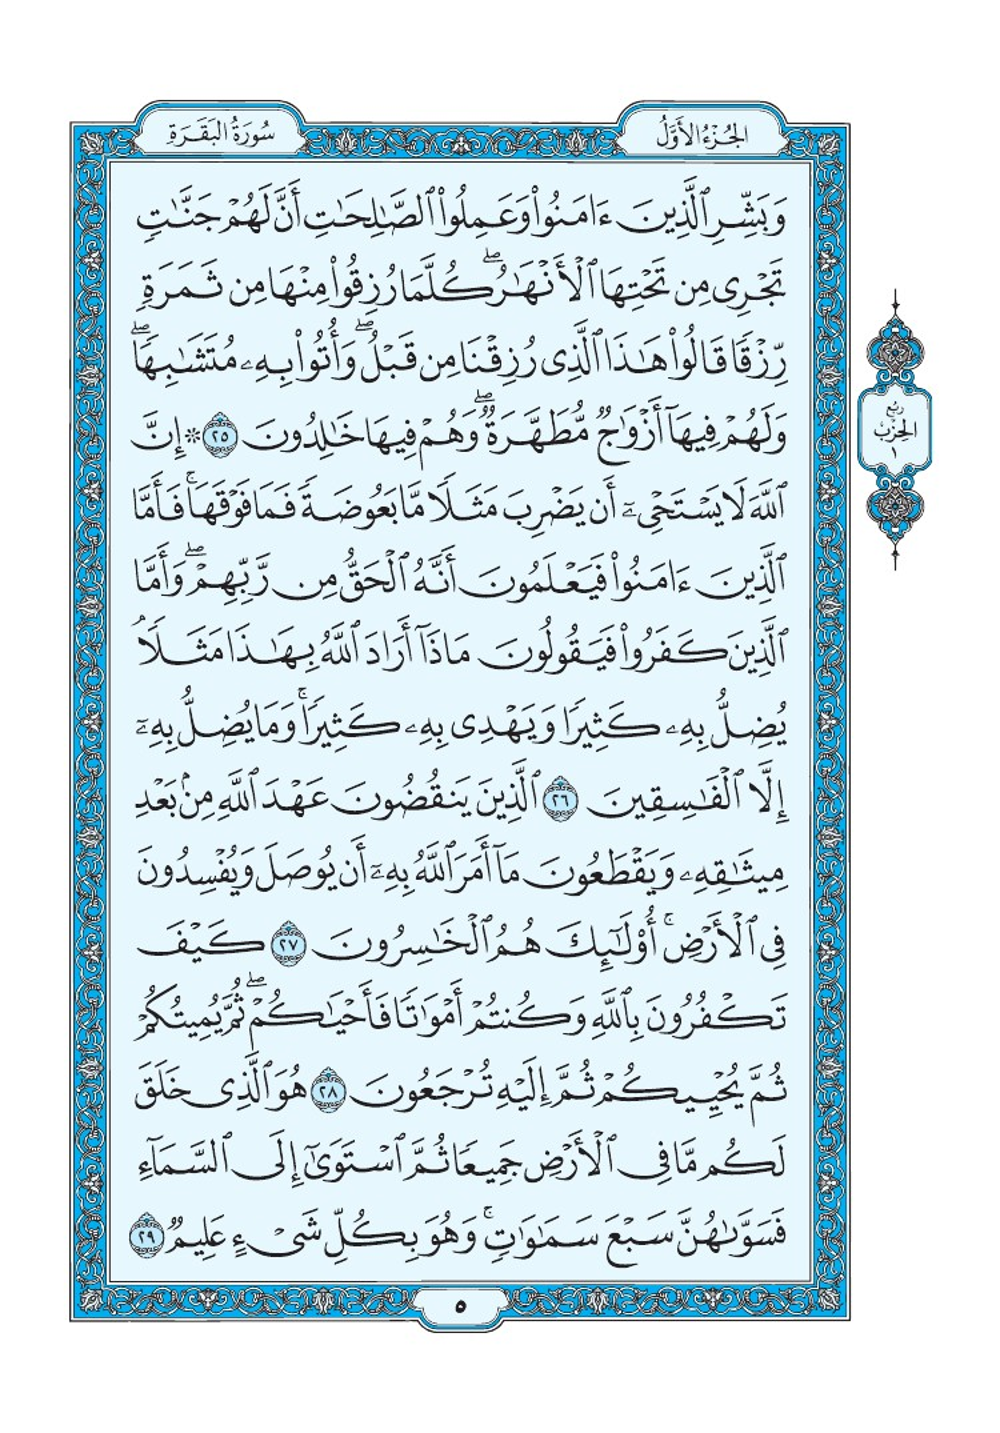 الجُزْءُ الأَوَّلُ
سُورَةُ البَقَرَةِ
وَبَشِّرِ ٱلَّذِينَ ءَامَنُواْ وَعَمِلُواْ ٱلصَّٰلِحَٰتِ أَنَّ لَهُمْ جَنَّٰتٖ
تَجْرِى مِن تَحْتِهَا ٱلْأَنْهَٰرُۖ كُلَّمَا رُزِقُواْ مِنْهَا مِن ثَمَرَةٖ
رِّزْقٗا قَالُواْ هَٰذَا ٱلَّذِى رُزِقْنَا مِن قَبْلُۖ وَأُتُواْ بِهِۦ مُتَشَٰبِهٗاۖ
وَلَهُمْ فِيهَآ أَزْوَٰجٞ مُّطَهَّرَةٞۖ وَهُمْ فِيهَا خَٰلِدُونَ ٢٥ ۞ إِنَّ
ٱللَّهَ لَا يَسْتَحْىِۦٓ أَن يَضْرِبَ مَثَلٗا مَّا بَعُوضَةٗ فَمَا فَوْقَهَاۚ فَأَمَّا
ٱلَّذِينَ ءَامَنُواْ فَيَعْلَمُونَ أَنَّهُ ٱلْحَقُّ مِن رَّبِّهِمْۖ وَأَمَّا
ٱلَّذِينَ كَفَرُواْ فَيَقُولُونَ مَاذَآ أَرَادَ ٱللَّهُ بِهَٰذَا مَثَلٗاۘ
يُضِلُّ بِهِۦ كَثِيرٗا وَيَهْدِى بِهِۦ كَثِيرٗاۚ وَمَا يُضِلُّ بِهِۦٓ
إِلَّا ٱلْفَٰسِقِينَ ٢٦ ٱلَّذِينَ يَنقُضُونَ عَهْدَ ٱللَّهِ مِنۢ بَعْدِ
مِيثَٰقِهِۦ وَيَقْطَعُونَ مَآ أَمَرَ ٱللَّهُ بِهِۦٓ أَن يُوصَلَ وَيُفْسِدُونَ
فِى ٱلْأَرْضِۚ أُوْلَٰٓئِكَ هُمُ ٱلْخَٰسِرُونَ ٢٧ كَيْفَ
تَكْفُرُونَ بِٱللَّهِ وَكُنتُمْ أَمْوَٰتٗا فَأَحْيَٰكُمْۖ ثُمَّ يُمِيتُكُمْ
ثُمَّ يُحْيِيكُمْ ثُمَّ إِلَيْهِ تُرْجَعُونَ ٢٨ هُوَ ٱلَّذِى خَلَقَ
لَكُم مَّا فِى ٱلْأَرْضِ جَمِيعٗا ثُمَّ ٱسْتَوَىٰٓ إِلَى ٱلسَّمَآءِ
فَسَوَّىٰهُنَّ سَبْعَ سَمَٰوَٰتٖۚ وَهُوَ بِكُلِّ شَىْءٍ عَلِيمٞ ٢٩
رُبُع
الحِزْبِ
١
٥